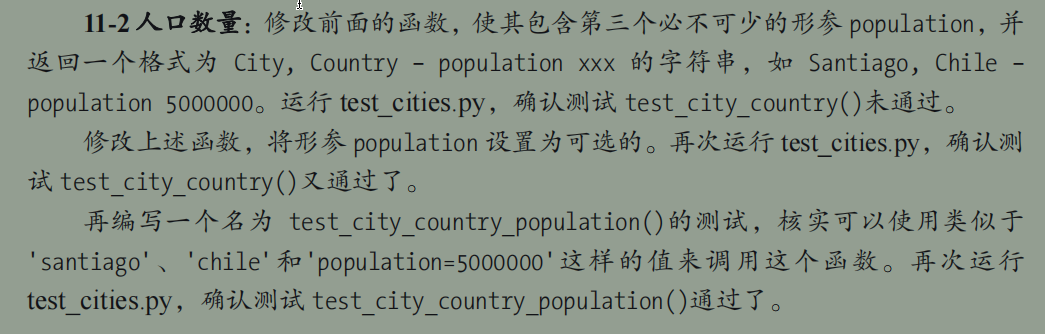 11-2 人口数量：修改前面的函数，使其包含第三个必不可少的形参 population，并
返回一个格式为 City, Country – population xxx 的字符串，如 Santiago, Chile –
population 5000000。运行 test_cities.py，确认测试 test_city_country()未通过。
修改上述函数，将形参 population 设置为可选的。再次运行 test_cities.py，确认测
试 test_city_country()又通过了。
再编写一个名为 test_city_country_population()的测试，核实可以使用类似于
'santiago'、'chile'和'population=5000000'这样的值来调用这个函数。再次运行
test_cities.py，确认测试 test_city_country_population()通过了。